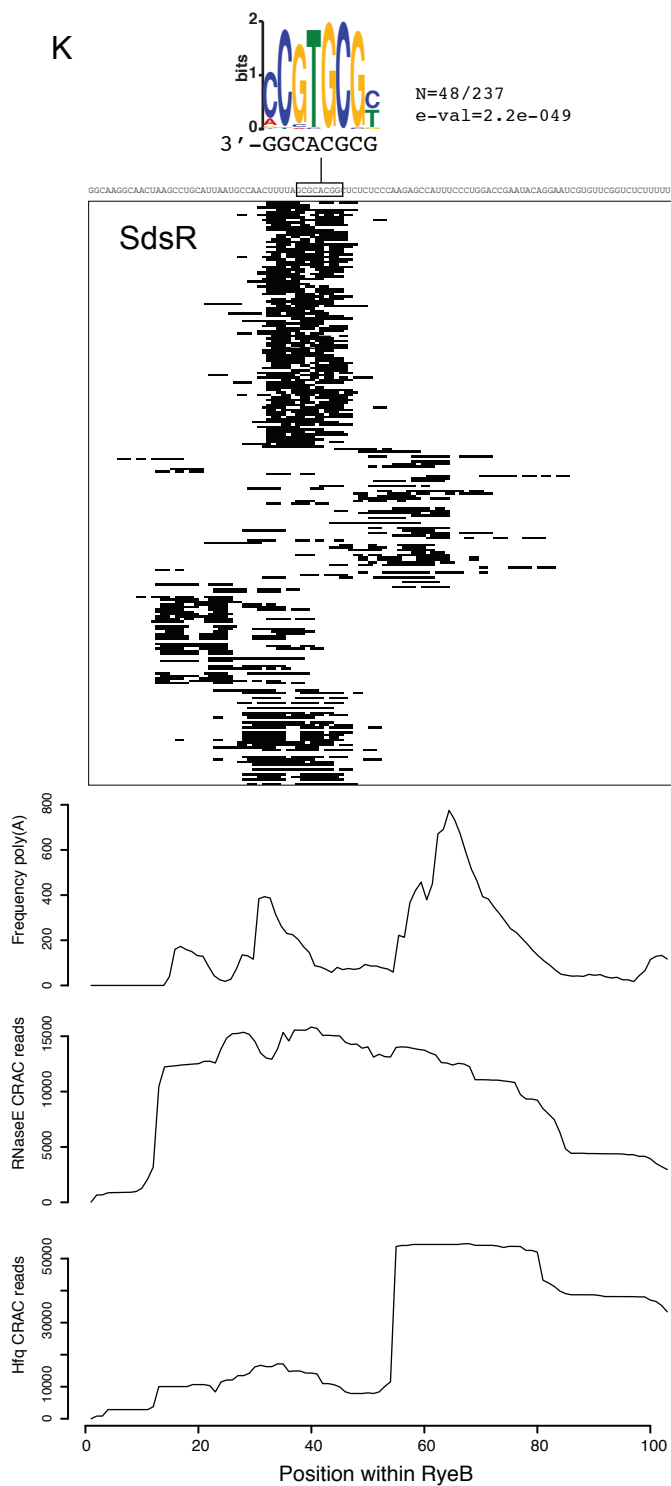 K
2
bits
1
0
CCGTGCGC
A T
N=48/237
e-val=2.2e-049
3’-GGCACGCG
GGCAAGGCAACTAAGCCTGCATTAATGCCAACTTTTAGCGCACGGCTCTCTCCCAAGAGCCATTTCCCTGGACCGAATACAGGAATCGTGTTCGGTCTCTTTTT
SdsR
Frequency poly(A)
0 200 400 600 800
RNaseE CRAC reads
0 5000 10000 15000
Hfq CRAC reads
0 10000 30000 50000
0 20 40 60 80 100
Position within RyeB